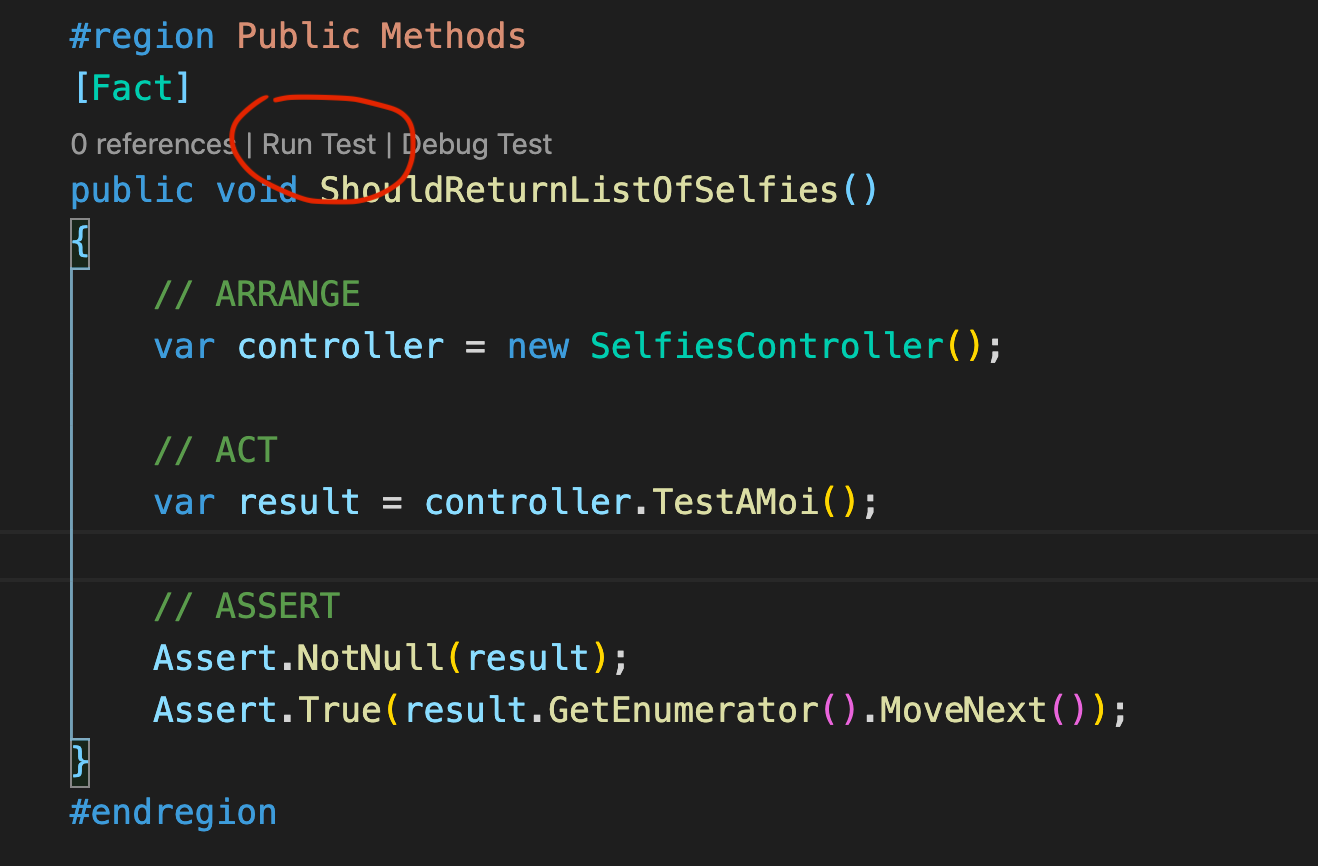 #region Public Methods
[Fact]
0 references | Run Test | Debug Test
public void ShouldReturnListOfSelfies()
{
// ARRANGE
var controller = new SelfiesController();
// ACT
var result = controller.TestAMoi();
// ASSERT
Assert.NotNull(result);
Assert.True(result.GetEnumerator().MoveNext());
}
#endregion